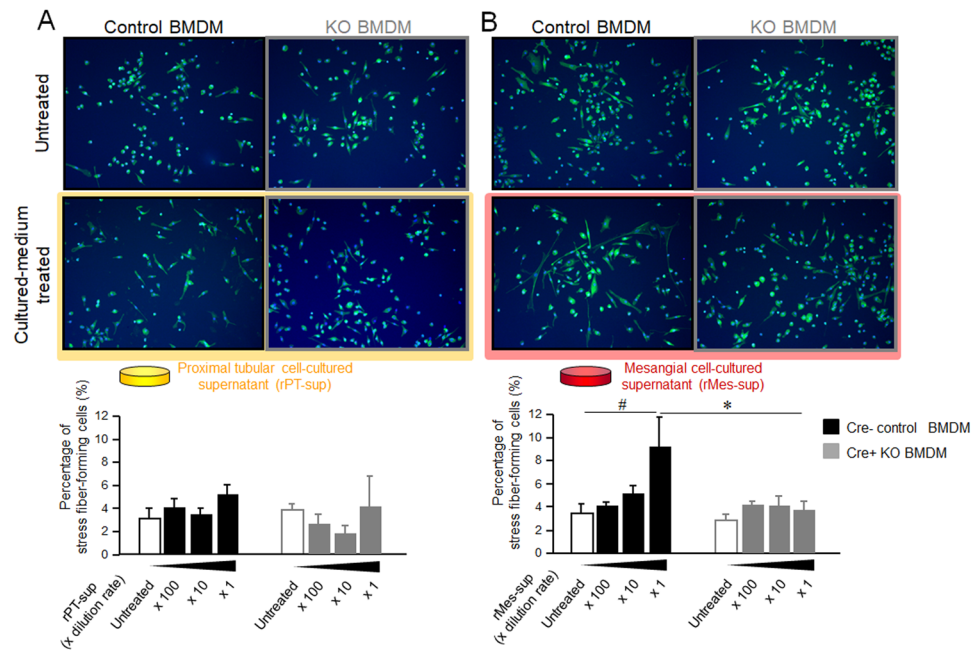 A
Control BMDM
KO BMDM
B
Control BMDM
KO BMDM
Untreated
Cultured-medium
treated
Proximal tubular cell-cultured
supernatant (rPT-sup)
Mesangial cell-cultured
supernatant (rMes-sup)
Percentage of
stress fiber-forming cells (%)
12
10
8
6
4
2
0
rPT-sup
(x dilution rate)
Untreated
x 100
x 10
x 1
Untreated
x 100
x 10
x 1
Percentage of
stress fiber-forming cells (%)
12
10
8
6
4
2
0
#
*
rMes-sup
(x dilution rate)
Untreated
x 100
x 10
x 1
Untreated
x 100
x 10
x 1
Cre- control BMDM
Cre+ KO BMDM